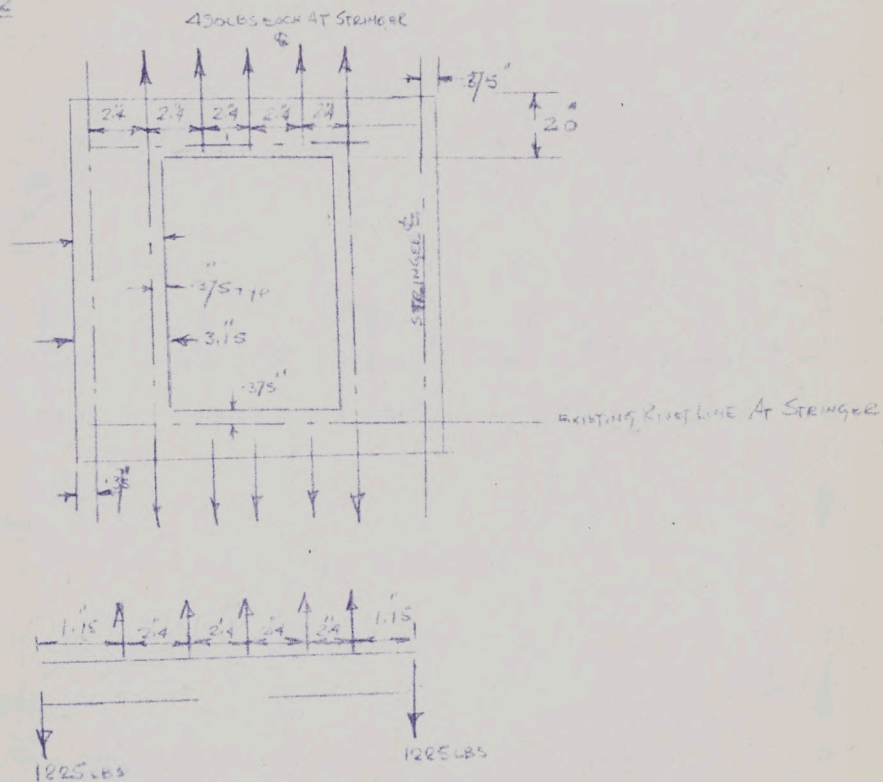 450LBS EACH AT STRINGER
℄
.375"
2".4 2".4 2".4 2".4 2".4
2".0
STRINGER ℄
.375" TYP
3".15
.375"
EXISTING RIVET LINE AT STRINGER
1".15 2".4 2".4 2".4 2".4 1".15
1225LBS
1225LBS